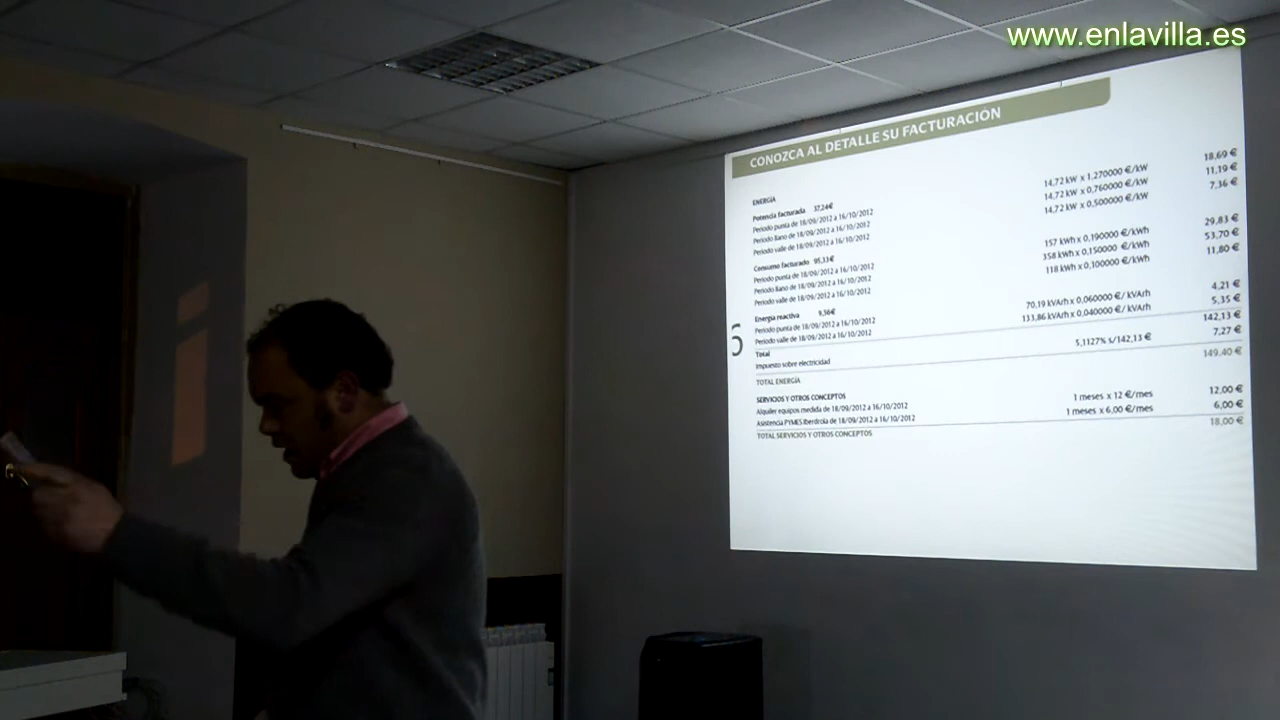 www.enlavilla.es
CONOZCA AL DETALLE SU FACTURACIÓN
ENERGÍA
Potencia facturada 37,24€
Periodo punta de 18/09/2012 a 16/10/2012 14,72 kW x 1,270000 €/kW 18,69 €
Periodo llano de 18/09/2012 a 16/10/2012 14,72 kW x 0,760000 €/kW 11,19 €
Periodo valle de 18/09/2012 a 16/10/2012 14,72 kW x 0,500000 €/kW 7,36 €
Consumo facturado 95,33€
Periodo punta de 18/09/2012 a 16/10/2012 157 kWh x 0,190000 €/kWh 29,83 €
Periodo llano de 18/09/2012 a 16/10/2012 358 kWh x 0,150000 €/kWh 53,70 €
Periodo valle de 18/09/2012 a 16/10/2012 118 kWh x 0,100000 €/kWh 11,80 €
Energía reactiva 9,56€
Periodo punta de 18/09/2012 a 16/10/2012 70,19 kVArh x 0,060000 €/ kVArh 4,21 €
Periodo valle de 18/09/2012 a 16/10/2012 133,86 kVArh x 0,040000 €/ kVArh 5,35 €
Total 142,13 €
Impuesto sobre electricidad 5,1127% s/142,13 € 7,27 €
TOTAL ENERGÍA 149,40 €
SERVICIOS Y OTROS CONCEPTOS
Alquiler equipos medida de 18/09/2012 a 16/10/2012 1 meses x 12 €/mes 12,00 €
Asistencia PYMES Iberdrola de 18/09/2012 a 16/10/2012 1 meses x 6,00 €/mes 6,00 €
TOTAL SERVICIOS Y OTROS CONCEPTOS 18,00 €
6